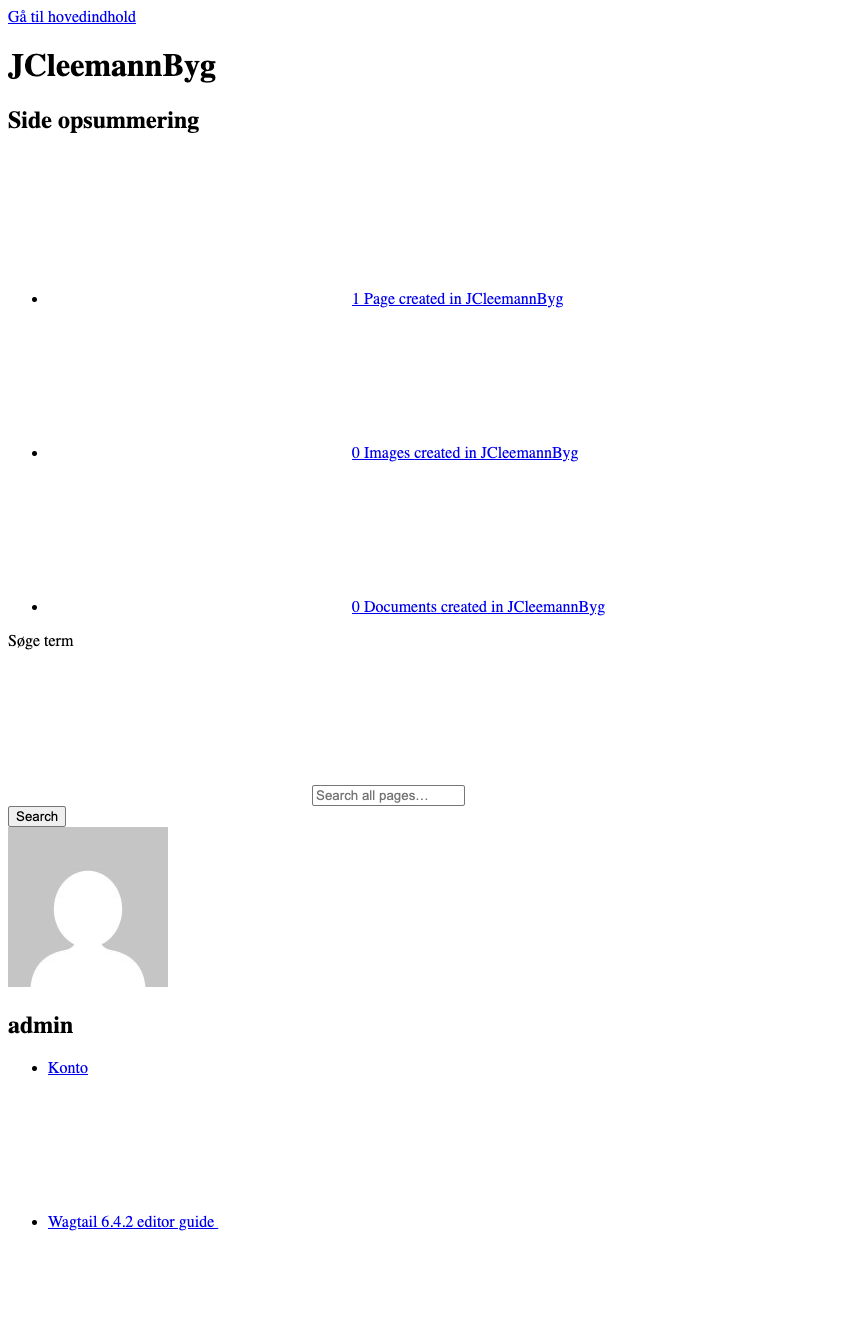 Gå til hovedindhold
JCleemannByg
Side opsummering
1 Page created in JCleemannByg
0 Images created in JCleemannByg
0 Documents created in JCleemannByg
Søge term
Search all pages…
Search
admin
Konto
Wagtail 6.4.2 editor guide